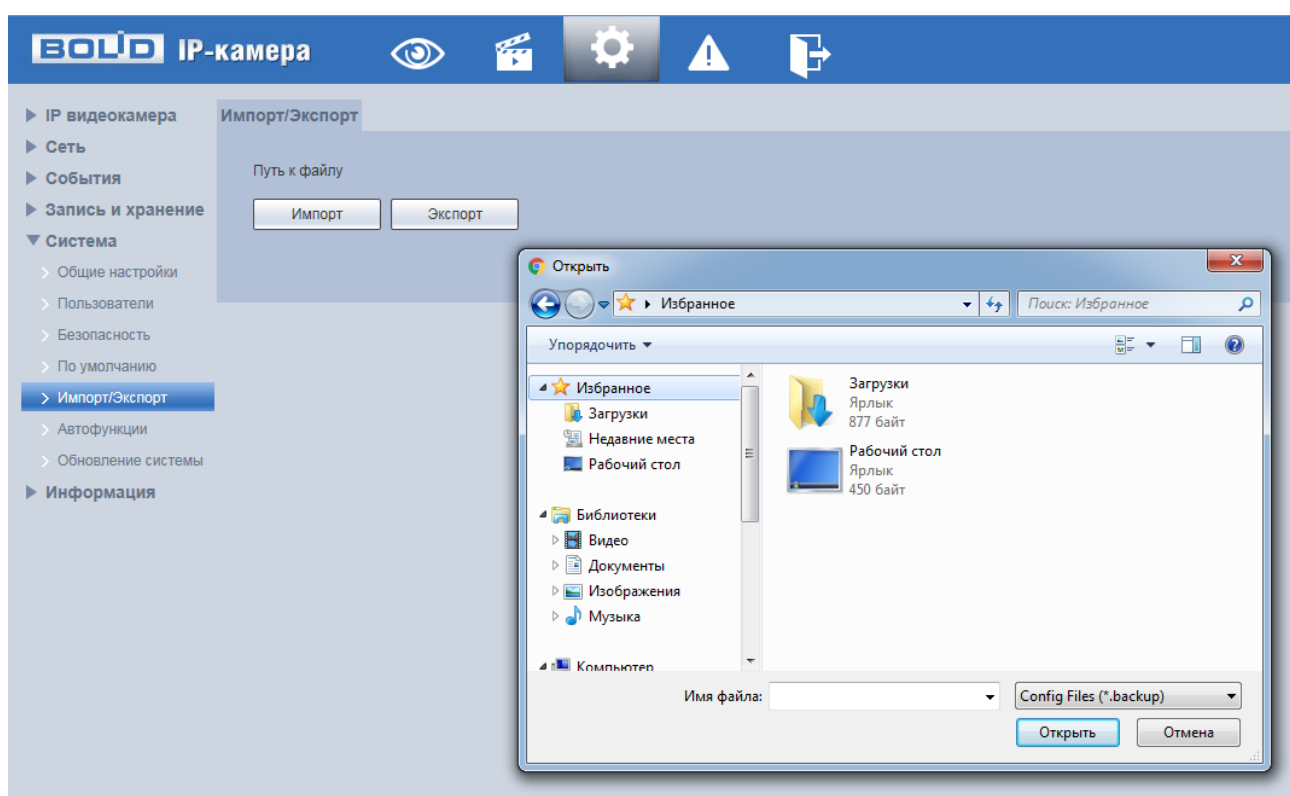 BOLID IP-камера
IP видеокамера
Сеть
События
Запись и хранение
Система
Общие настройки
Пользователи
Безопасность
По умолчанию
Импорт/Экспорт
Автофункции
Обновление системы
Информация
Импорт/Экспорт
Путь к файлу
Импорт Экспорт
Открыть
Избранное
Поиск: Избранное
Упорядочить
Избранное
Загрузки
Недавние места
Рабочий стол
Библиотеки
Видео
Документы
Изображения
Музыка
Компьютер
Загрузки
Ярлык
877 байт
Рабочий стол
Ярлык
450 байт
Имя файла:
Config Files (*.backup)
Открыть Отмена